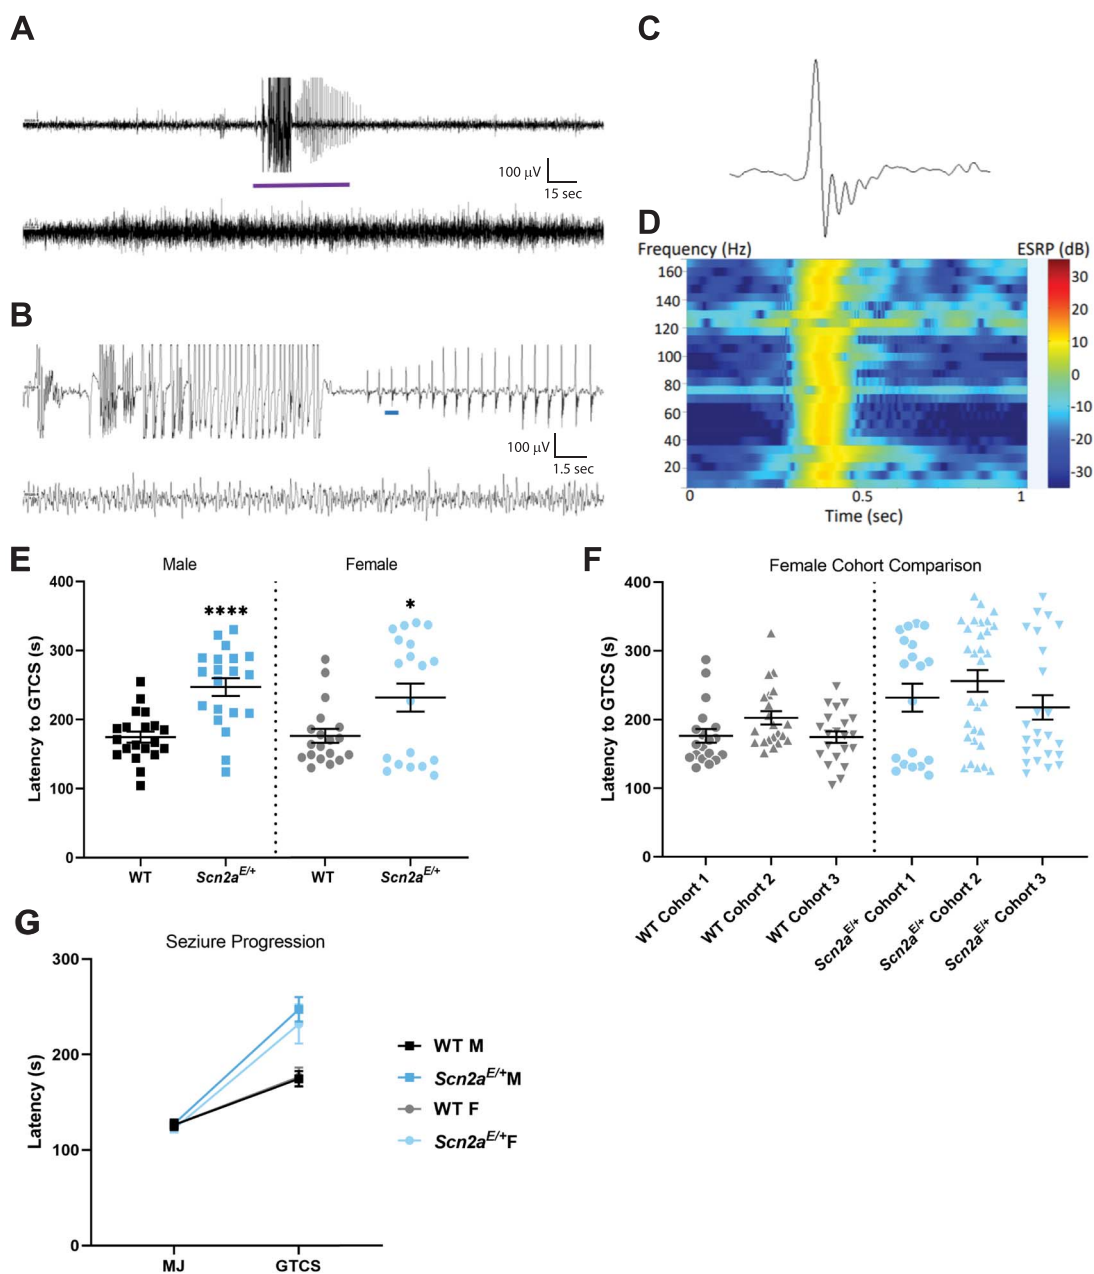 A
100 µV
15 sec
B
100 µV
1.5 sec
C
D
Frequency (Hz)
ESRP (dB)
160
140
120
100
80
60
40
20
30
20
10
0
-10
-20
-30
0
0.5
1
Time (sec)
E
Male
Female
Latency to GTCS (s)
400
300
200
100
0
****
*
WT
Scn2a^E/+
WT
Scn2a^E/+
F
Female Cohort Comparison
Latency to GTCS (s)
400
300
200
100
0
WT Cohort 1
WT Cohort 2
WT Cohort 3
Scn2a^E/+ Cohort 1
Scn2a^E/+ Cohort 2
Scn2a^E/+ Cohort 3
G
Seziure Progression
Latency (s)
300
200
100
0
MJ
GTCS
WT M
Scn2a^E/+M
WT F
Scn2a^E/+F